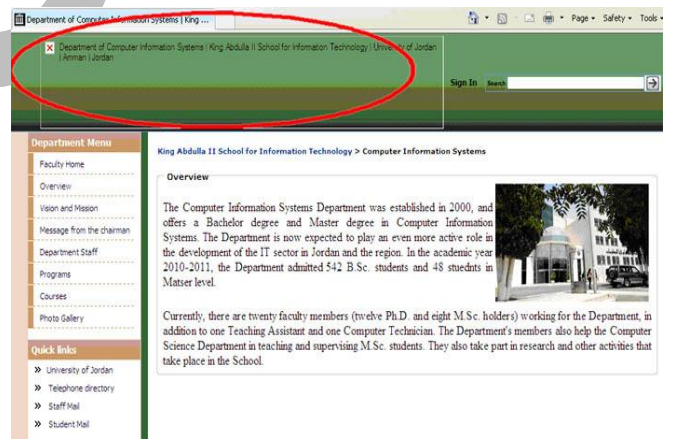 Department of Computer Information Systems | King ...
Page Safety Tools
Department of Computer Information Systems | King Abdulla II School for Information Technology | University of Jordan
| Amman | Jordan
Sign In Search
Department Menu
Faculty Home
Overview
Vision and Mission
Message from the chairman
Department Staff
Programs
Courses
Photo Gallery
Quick links
» University of Jordan
» Telephone directory
» Staff Mail
» Student Mail
King Abdulla II School for Information Technology > Computer Information Systems
Overview
The Computer Information Systems Department was established in 2000, and
offers a Bachelor degree and Master degree in Computer Information
Systems. The Department is now expected to play an even more active role in
the development of the IT sector in Jordan and the region. In the academic year
2010-2011, the Department admitted 542 B.Sc. students and 48 stuednts in
Matser level.
Currently, there are twenty faculty members (twelve Ph.D. and eight M.Sc. holders) working for the Department, in
addition to one Teaching Assistant and one Computer Technician. The Department's members also help the Computer
Science Department in teaching and supervising M.Sc. students. They also take part in research and other activities that
take place in the School.